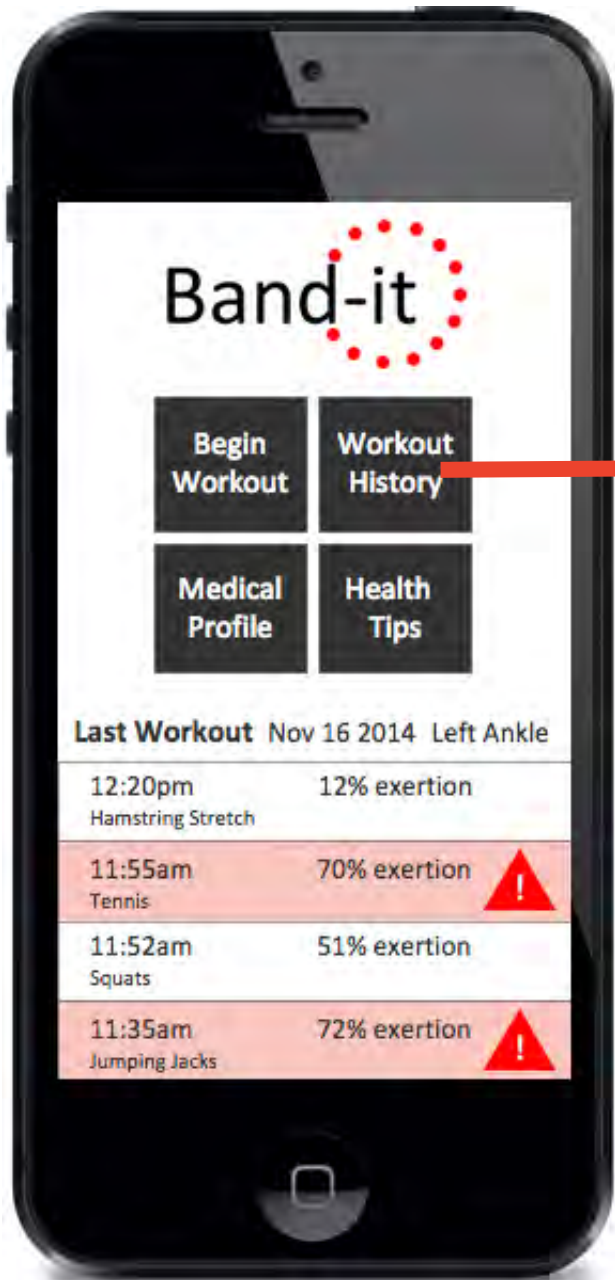 Band-it
Begin
Workout
Workout
History
Medical
Profile
Health
Tips
Last Workout Nov 16 2014 Left Ankle
12:20pm 12% exertion
Hamstring Stretch
11:55am 70% exertion !
Tennis
11:52am 51% exertion
Squats
11:35am 72% exertion !
Jumping Jacks